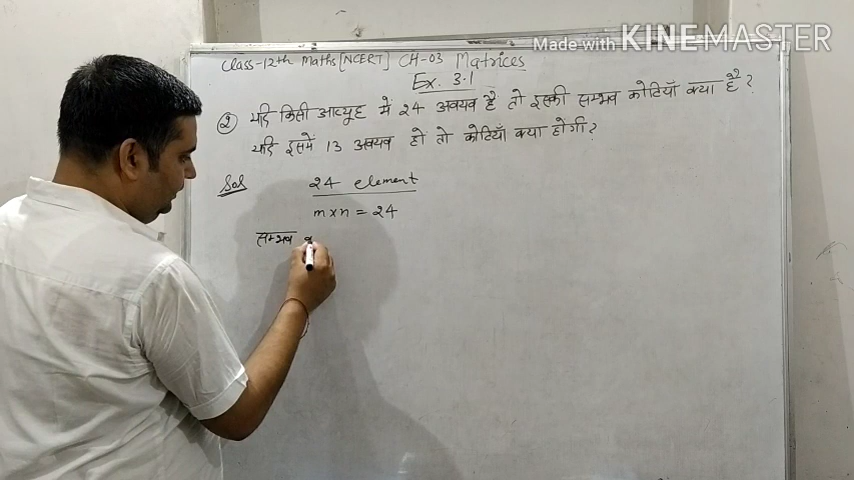 Made with KINEMASTER
Class-12th Maths [NCERT] CH-03 Matrices
Ex. 3.1
② यदि किसी आव्यूह में 24 अवयव है तो इसकी सम्भव कोटियाँ क्या है?
यदि इसमें 13 अवयव हो तो कोटियाँ क्या होगी?
Sol
24 element
m×n = 24
सम्भव